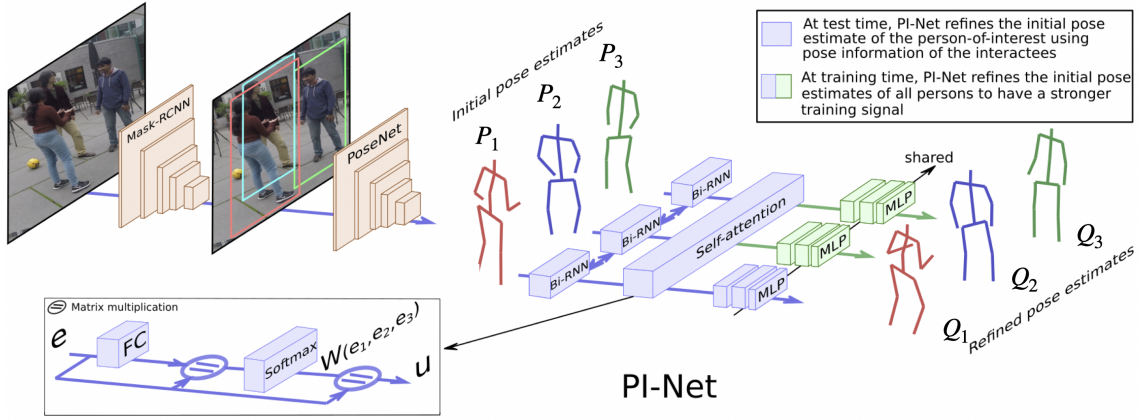 Mask-RCNN
PoseNet
Initial pose estimates
P1
P2
P3
At test time, PI-Net refines the initial pose
estimate of the person-of-interest using
pose information of the interactees
At training time, PI-Net refines the initial pose
estimates of all persons to have a stronger
training signal
Bi-RNN
Bi-RNN
Bi-RNN
Self-attention
shared
MLP
MLP
MLP
Q1
Q2
Q3
Refined pose estimates
Matrix multiplication
e
FC
Softmax
W(e1,e2,e3)
u
PI-Net